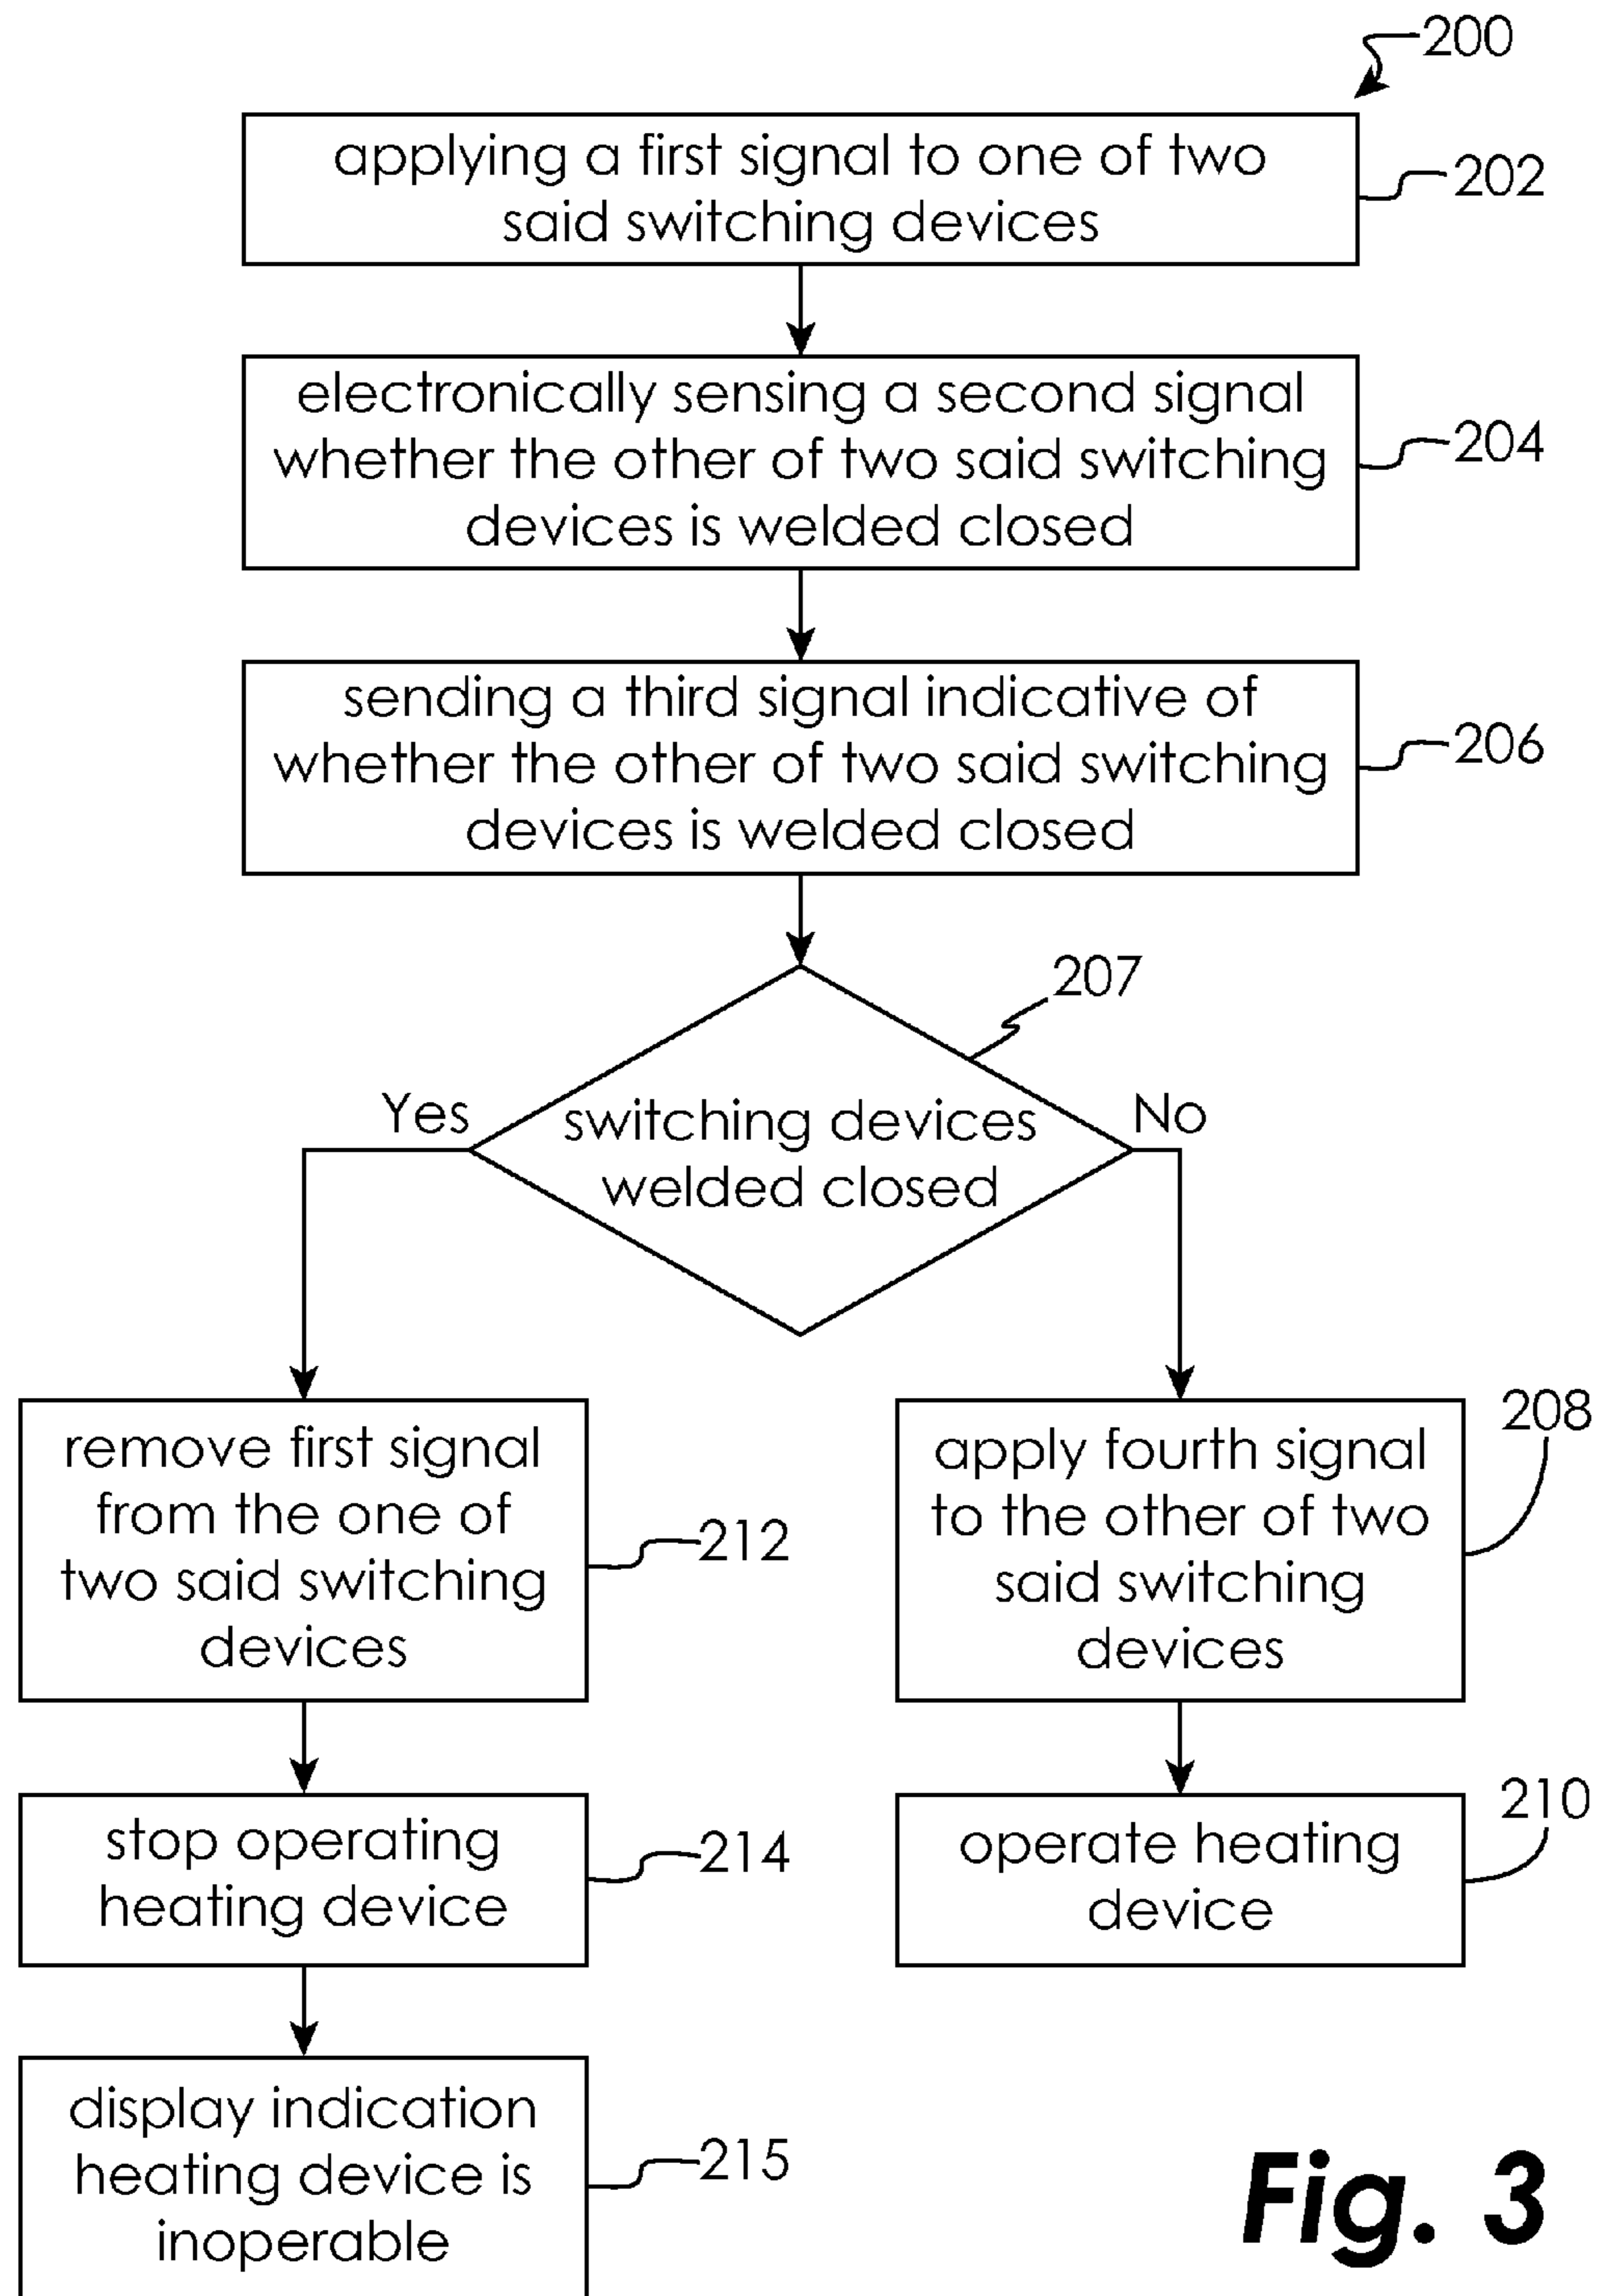 200
applying a first signal to one of two
said switching devices
202
electronically sensing a second signal
whether the other of two said switching
devices is welded closed
204
sending a third signal indicative of
whether the other of two said switching
devices is welded closed
206
207
Yes
No
switching devices
welded closed
remove first signal
from the one of
two said switching
devices
212
apply fourth signal
to the other of two
said switching
devices
208
stop operating
heating device
214
operate heating
device
210
display indication
heating device is
inoperable
215
Fig. 3